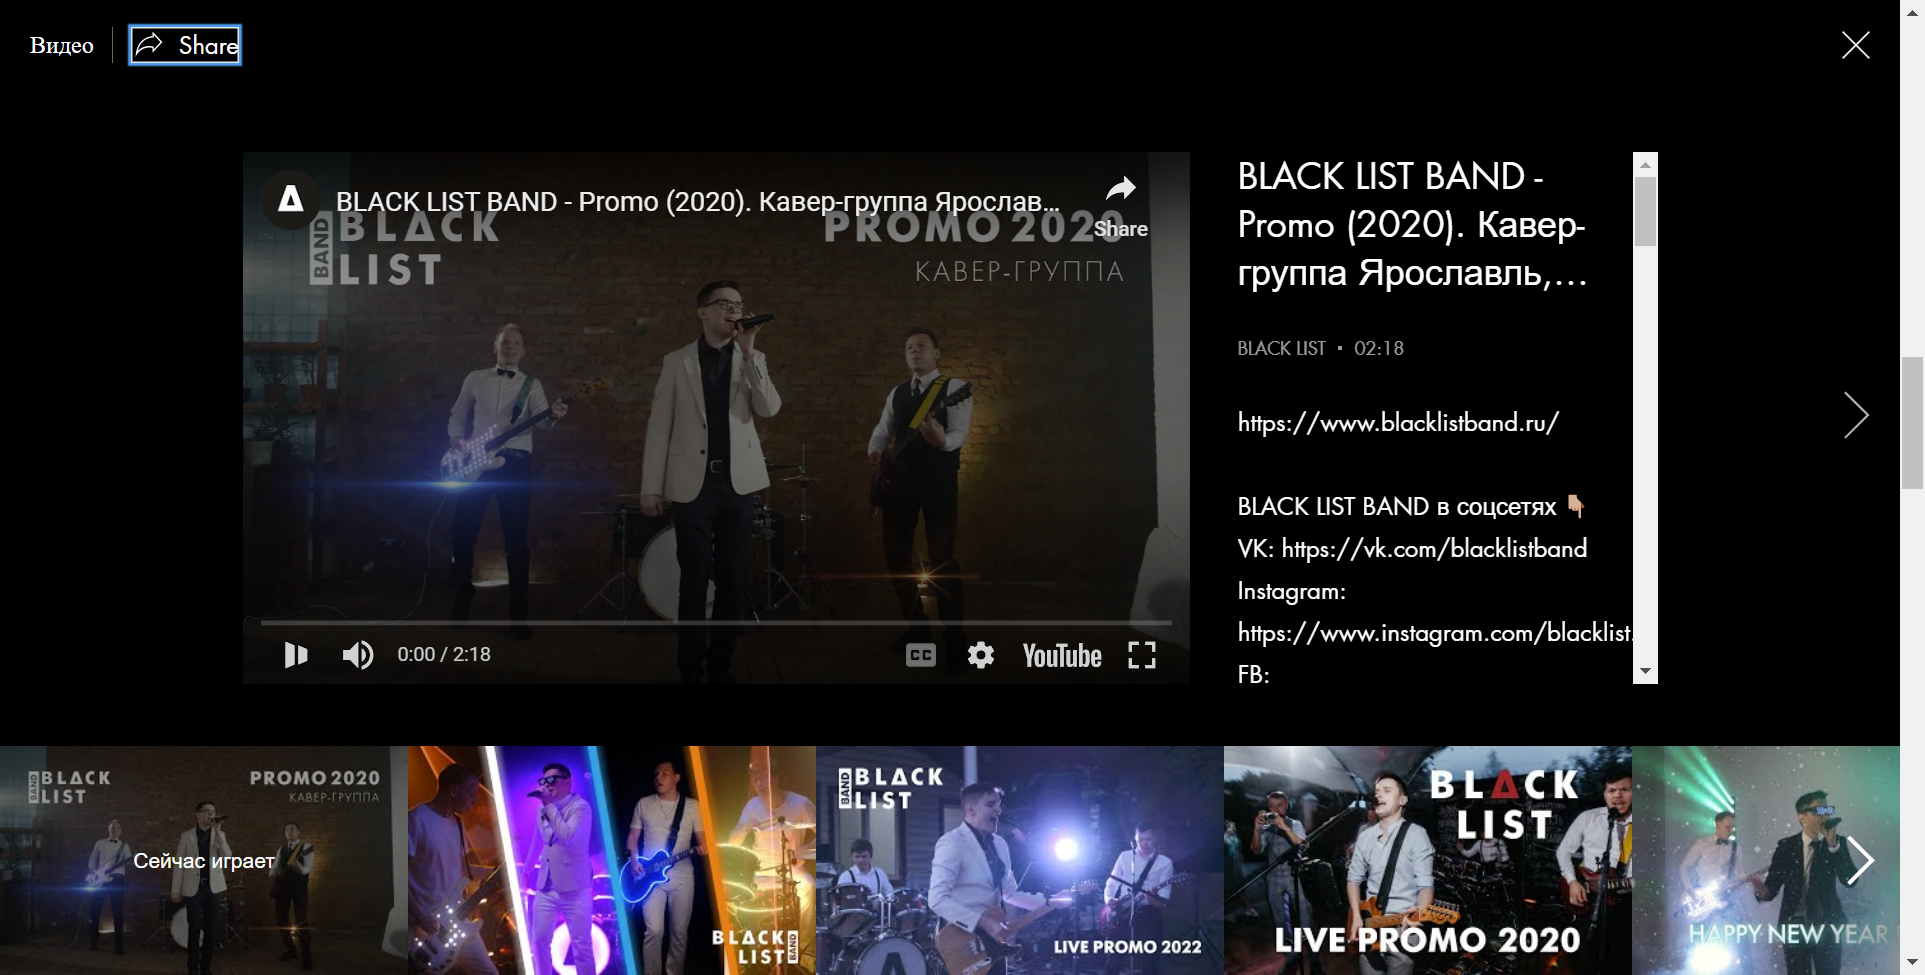 Видео
Share
BLACK LIST BAND - Promo (2020). Кавер-группа Ярослав...
Share
BAND
BLACK
LIST
PROMO 2020
КАВЕР-ГРУППА
0:00 / 2:18
CC
YouTube
BLACK LIST BAND -
Promo (2020). Кавер-
группа Ярославль,...
BLACK LIST
02:18
https://www.blacklistband.ru/
BLACK LIST BAND в соцсетях
VK: https://vk.com/blacklistband
Instagram:
https://www.instagram.com/blacklist.
FB:
BAND
BLACK
LIST
PROMO 2020
КАВЕР-ГРУППА
Сейчас играет
BLACK
LIST
BAND
BAND
BLACK
LIST
LIVE PROMO 2022
BLACK
LIST
LIVE PROMO 2020
HAPPY NEW YEAR